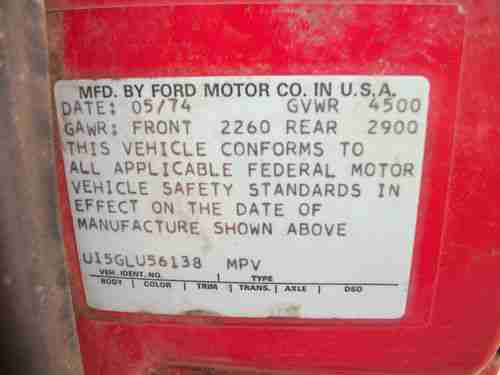 MFD. BY FORD MOTOR CO. IN U.S.A.
DATE: 05/74 GVWR 4500
GAWR: FRONT 2260 REAR 2900
THIS VEHICLE CONFORMS TO
ALL APPLICABLE FEDERAL MOTOR
VEHICLE SAFETY STANDARDS IN
EFFECT ON THE DATE OF
MANUFACTURE SHOWN ABOVE
U15GLU56138 MPV
VEH. IDENT. NO. TYPE
BODY | COLOR | TRIM | TRANS. | AXLE | DSO